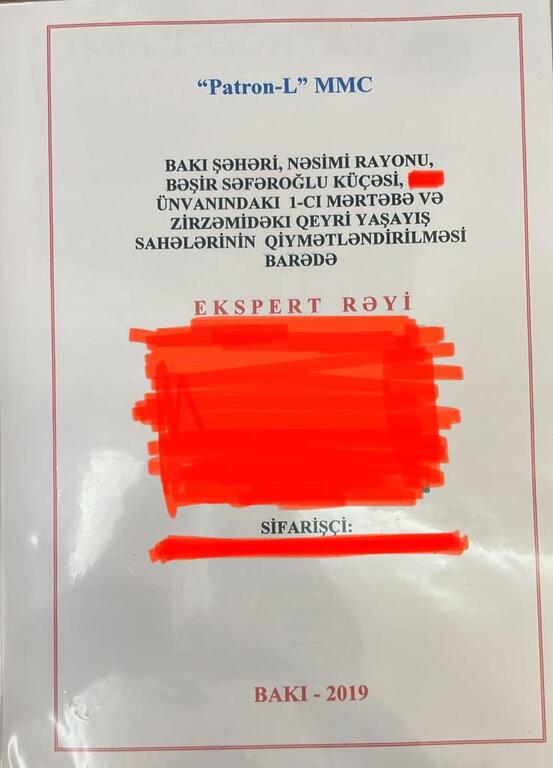 “Patron-L” MMC
BAKI ŞƏHƏRİ, NƏSİMİ RAYONU,
BƏŞİR SƏFƏROĞLU KÜÇƏSİ,
ÜNVANINDAKI 1-CI MƏRTƏBƏ VƏ
ZİRZƏMİDƏKI QEYRİ YAŞAYIŞ
SAHƏLƏRİNİN QİYMƏTLƏNDİRİLMƏSİ
BARƏDƏ
EKSPERT RƏYİ
SİFARİŞÇİ:
BAKI - 2019